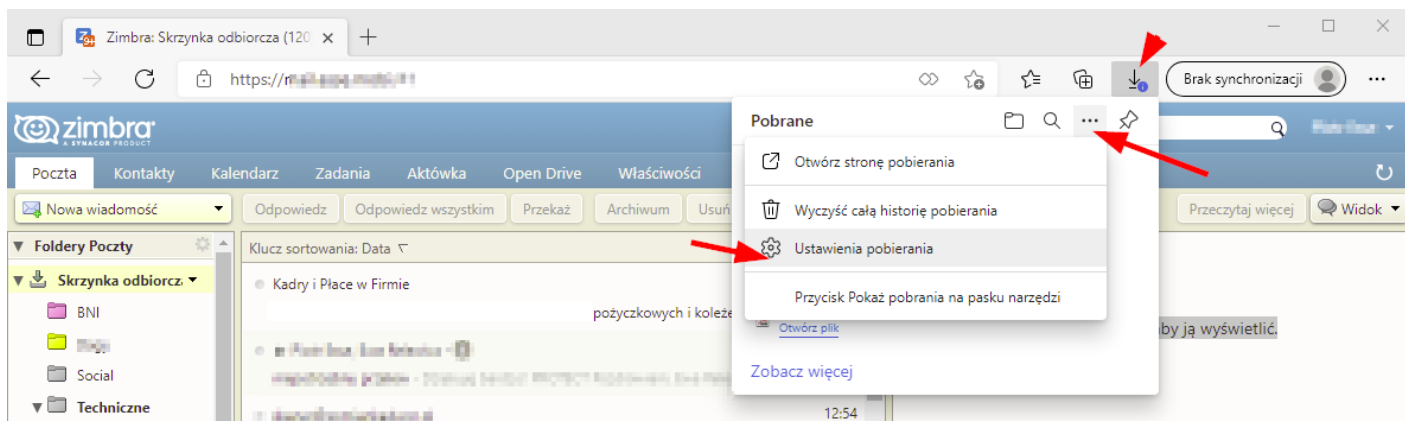 Zimbra: Skrzynka odbiorcza (120
https://
Brak synchronizacji
zimbra
A SYNACOR PRODUCT
Pobrane
Otwórz stronę pobierania
Wyczyść całą historię pobierania
Ustawienia pobierania
Przycisk Pokaż pobrania na pasku narzędzi
Otwórz plik
Zobacz więcej
Poczta Kontakty Kalendarz Zadania Aktówka Open Drive Właściwości
Nowa wiadomość Odpowiedz Odpowiedz wszystkim Przekaż Archiwum Usuń Przeczytaj więcej Widok
Foldery Poczty
Klucz sortowania: Data
Skrzynka odbiorcz
BNI
Social
Techniczne
Kadry i Płace w Firmie
pożyczkowych i koleże
by ją wyświetlić.
12:54